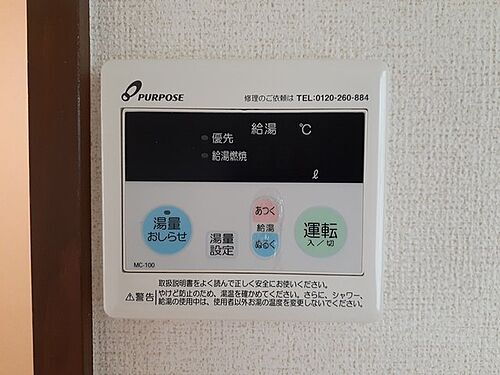 PURPOSE
修理のご依頼は TEL:0120-260-884
給湯 ℃
優先
給湯燃焼
ℓ
湯量
おしらせ
湯量
設定
あつく
給湯
ぬるく
運転
入/切
MC-100
取扱説明書をよく読んで正しく安全にお使いください。
⚠警告 やけど防止のため、湯温を確かめてください。さらに、シャワー、
給湯の使用中は、使用者以外お湯の温度を変更しないでください。